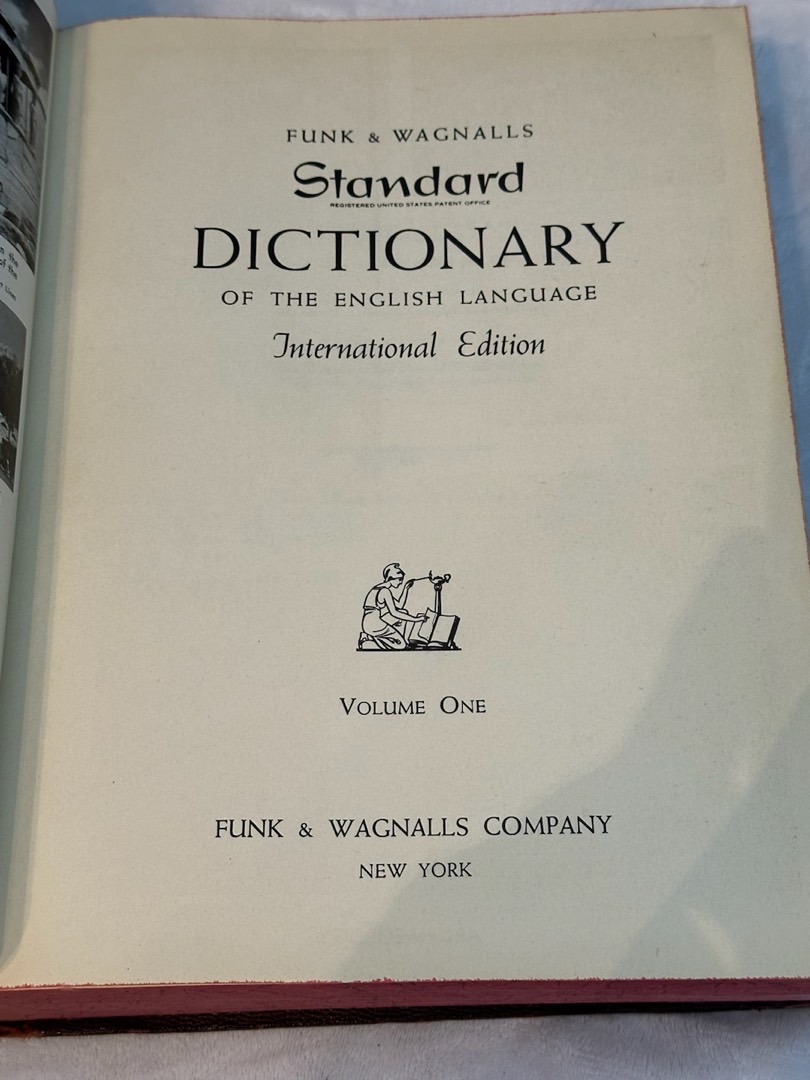 FUNK & WAGNALLS
Standard
REGISTERED UNITED STATES PATENT OFFICE
DICTIONARY
OF THE ENGLISH LANGUAGE
International Edition
VOLUME ONE
FUNK & WAGNALLS COMPANY
NEW YORK